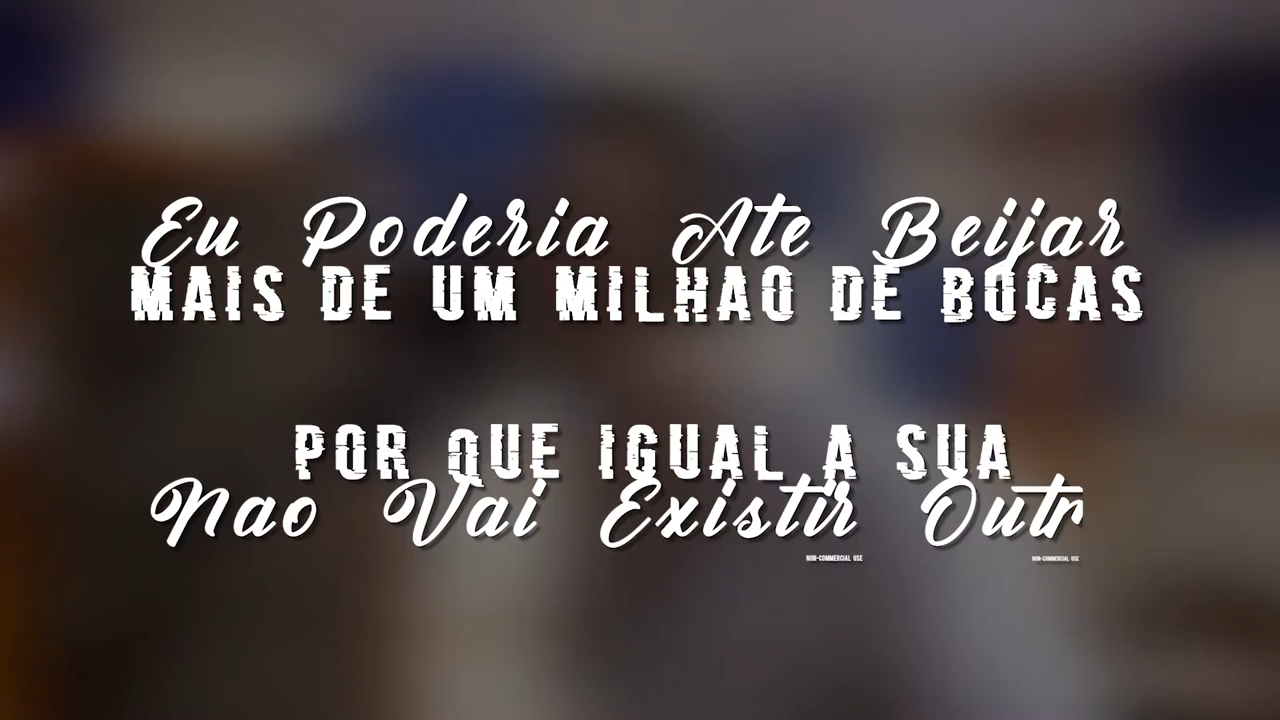 Eu Poderia Ate Beijar
MAIS DE UM MILHAO DE BOCAS
POR QUE IGUAL A SUA
Nao Vai Existir Outr
NON-COMMERCIAL USE NON-COMMERCIAL USE